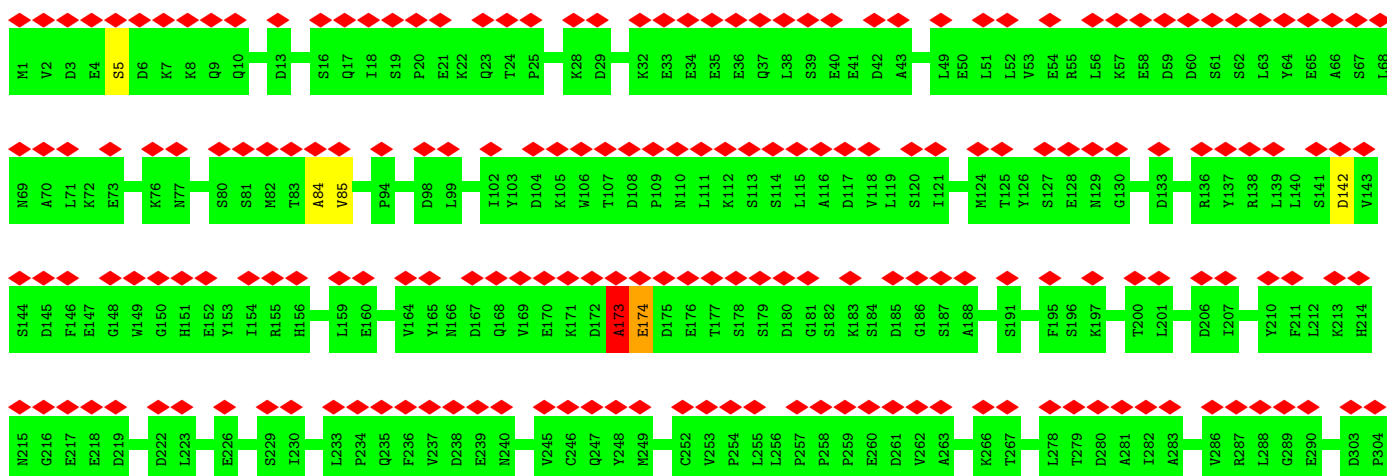 M1 V2 D3 E4 S5 D6 K7 K8 Q9 Q10 D13 S16 Q17 I18 S19 P20 E21 K22 Q23 T24 P25 K28 D29 K32 E33 E34 E35 E36 Q37 L38 S39 E40 E41 D42 A43 L49 E50 L51 L52 V53 E54 R55 L56 K57 E58 D59 D60 S61 S62 L63 Y64 E65 A66 S67 L68
N69 A70 L71 K72 E73 K76 N77 S80 S81 M82 T83 A84 V85 P94 D98 L99 I102 Y103 D104 K105 W106 T107 D108 P109 N110 L111 K112 S113 S114 L115 A116 D117 V118 L119 S120 I121 M124 T125 Y126 S127 E128 N129 G130 D133 R136 Y137 R138 L139 L140 S141 D142 V143
S144 D145 F146 E147 G148 W149 G150 H151 E152 Y153 I154 R155 H156 L159 E160 V164 Y165 N166 D167 Q168 V169 E170 K171 D172 A173 E174 D175 E176 T177 S178 S179 D180 G181 S182 K183 S184 D185 G186 S187 A188 S191 F195 S196 K197 T200 L201 D206 I207 Y210 F211 L212 K213 H214
N215 G216 E217 E218 D219 D222 L223 E226 S229 I230 L233 P234 Q235 F236 V237 D238 E239 N240 V245 C246 Q247 Y248 M249 C252 V253 P254 L255 L256 P257 P258 P259 E260 D261 V262 A263 K266 T267 L278 T279 D280 A281 I282 A283 V286 R287 L288 G289 E290 D303 P304